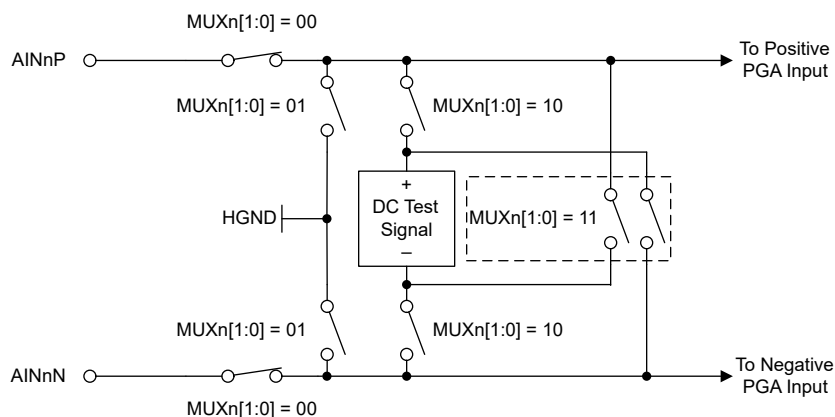 MUXn[1:0] = 00
AINnP
To Positive
PGA Input
MUXn[1:0] = 01
MUXn[1:0] = 10
+
DC Test
Signal
–
HGND
MUXn[1:0] = 11
MUXn[1:0] = 01
MUXn[1:0] = 10
AINnN
To Negative
PGA Input
MUXn[1:0] = 00